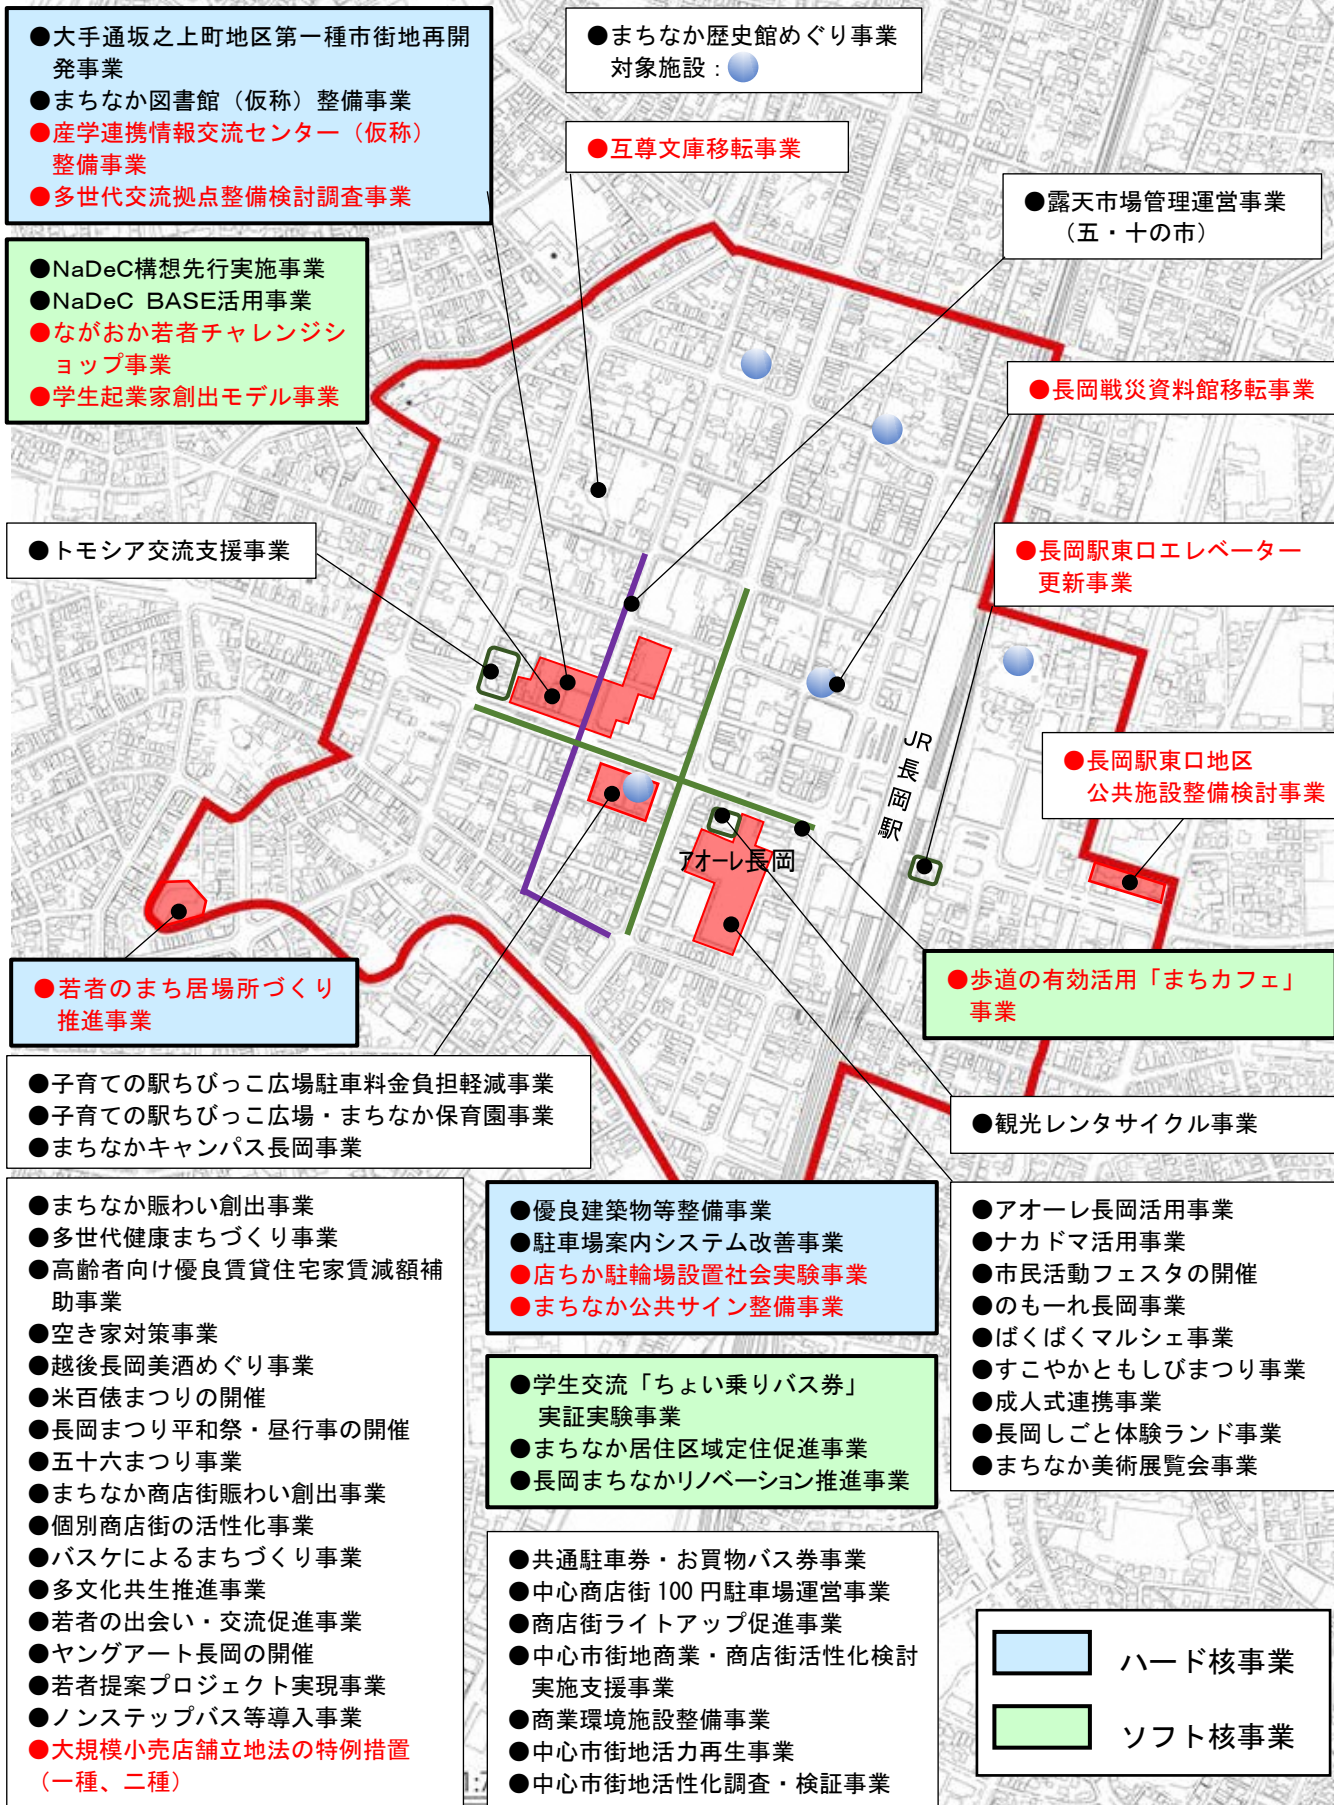 ●大手通坂之上町地区第一種市街地再開
発事業
●まちなか図書館（仮称）整備事業
●産学連携情報交流センター（仮称）
整備事業
●多世代交流拠点整備検討調査事業
●まちなか歴史館めぐり事業
対象施設：
●互尊文庫移転事業
●露天市場管理運営事業
（五・十の市）
●NaDeC構想先行実施事業
●NaDeC BASE活用事業
●ながおか若者チャレンジシ
ョップ事業
●学生起業家創出モデル事業
●長岡戦災資料館移転事業
●トモシア交流支援事業
●長岡駅東口エレベーター
更新事業
JR長岡駅
●長岡駅東口地区
公共施設整備検討事業
アオーレ長岡
●若者のまち居場所づくり
推進事業
●歩道の有効活用「まちカフェ」
事業
●子育ての駅ちびっこ広場駐車料金負担軽減事業
●子育ての駅ちびっこ広場・まちなか保育園事業
●まちなかキャンパス長岡事業
●観光レンタサイクル事業
●まちなか賑わい創出事業
●多世代健康まちづくり事業
●高齢者向け優良賃貸住宅家賃減額補
助事業
●空き家対策事業
●越後長岡美酒めぐり事業
●米百俵まつりの開催
●長岡まつり平和祭・昼行事の開催
●五十六まつり事業
●まちなか商店街賑わい創出事業
●個別商店街の活性化事業
●バスケによるまちづくり事業
●多文化共生推進事業
●若者の出会い・交流促進事業
●ヤングアート長岡の開催
●若者提案プロジェクト実現事業
●ノンステップバス等導入事業
●大規模小売店舗立地法の特例措置
（一種、二種）
●優良建築物等整備事業
●駐車場案内システム改善事業
●店ちか駐輪場設置社会実験事業
●まちなか公共サイン整備事業
●学生交流「ちょい乗りバス券」
実証実験事業
●まちなか居住区域定住促進事業
●長岡まちなかリノベーション推進事業
●共通駐車券・お買物バス券事業
●中心商店街100円駐車場運営事業
●商店街ライトアップ促進事業
●中心市街地商業・商店街活性化検討
実施支援事業
●商業環境施設整備事業
●中心市街地活力再生事業
●中心市街地活性化調査・検証事業
●アオーレ長岡活用事業
●ナカドマ活用事業
●市民活動フェスタの開催
●のもーれ長岡事業
●ぱくぱくマルシェ事業
●すこやかともしびまつり事業
●成人式連携事業
●長岡しごと体験ランド事業
●まちなか美術展覧会事業
ハード核事業
ソフト核事業